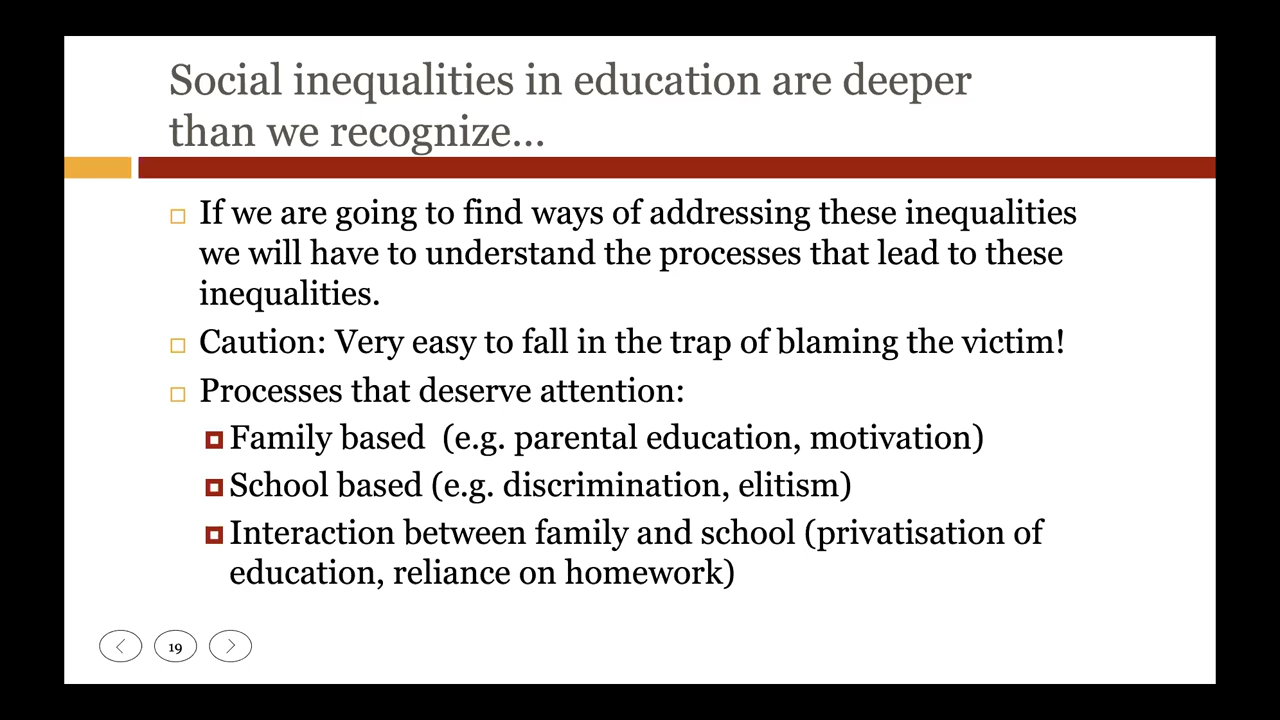 Social inequalities in education are deeper
than we recognize...
If we are going to find ways of addressing these inequalities
we will have to understand the processes that lead to these
inequalities.
Caution: Very easy to fall in the trap of blaming the victim!
Processes that deserve attention:
Family based  (e.g. parental education, motivation)
School based (e.g. discrimination, elitism)
Interaction between family and school (privatisation of
education, reliance on homework)
19